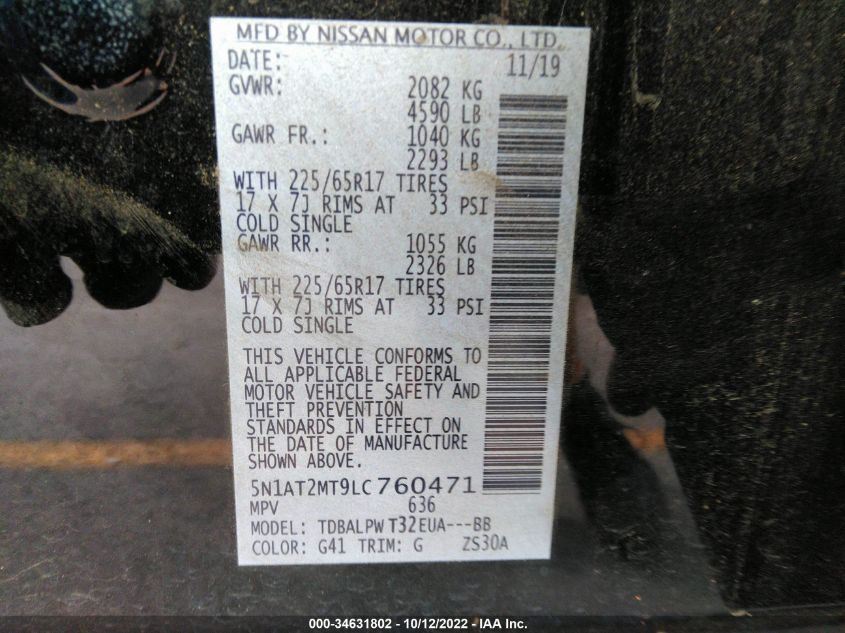 MFD BY NISSAN MOTOR CO., LTD.
DATE: 11/19
GVWR: 2082 KG
4590 LB
GAWR FR.: 1040 KG
2293 LB
WITH 225/65R17 TIRES
17 X 7J RIMS AT 33 PSI
COLD SINGLE
GAWR RR.: 1055 KG
2326 LB
WITH 225/65R17 TIRES
17 X 7J RIMS AT 33 PSI
COLD SINGLE
THIS VEHICLE CONFORMS TO
ALL APPLICABLE FEDERAL
MOTOR VEHICLE SAFETY AND
THEFT PREVENTION
STANDARDS IN EFFECT ON
THE DATE OF MANUFACTURE
SHOWN ABOVE.
5N1AT2MT9LC760471
MPV 636
MODEL: TDBALPW T32EUA---BB
COLOR: G41 TRIM: G ZS30A
000-34631802 - 10/12/2022 - IAA Inc.